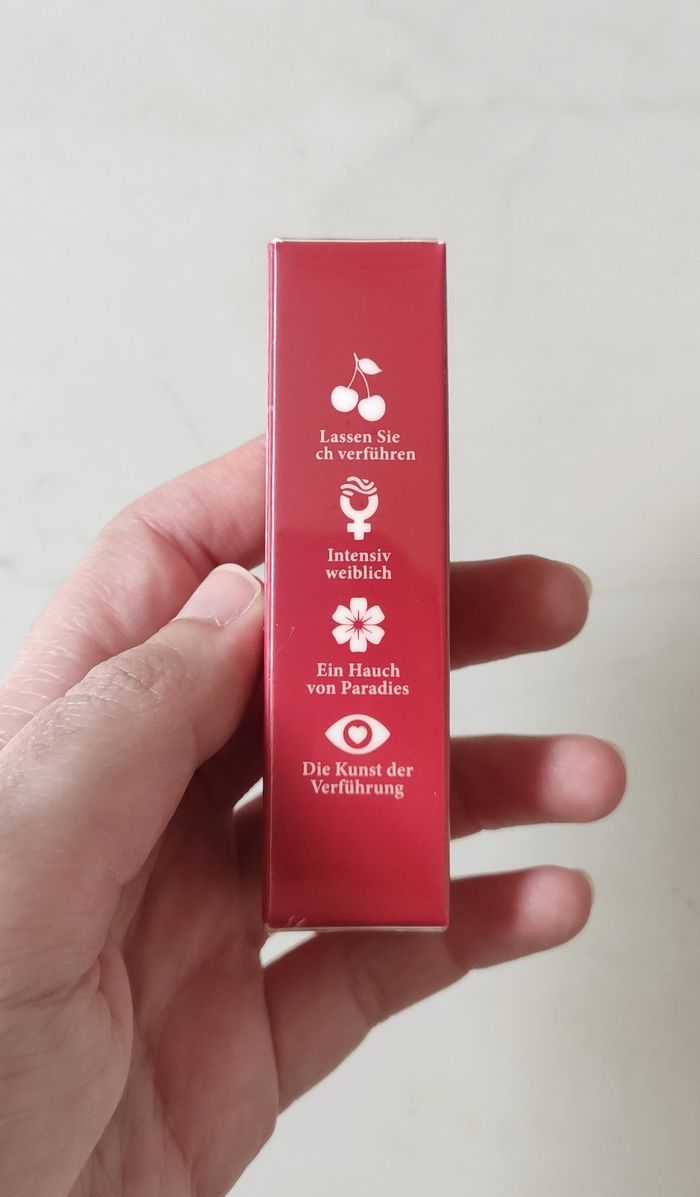 Lassen Sie
ch verführen
Intensiv
weiblich
Ein Hauch
von Paradies
Die Kunst der
Verführung